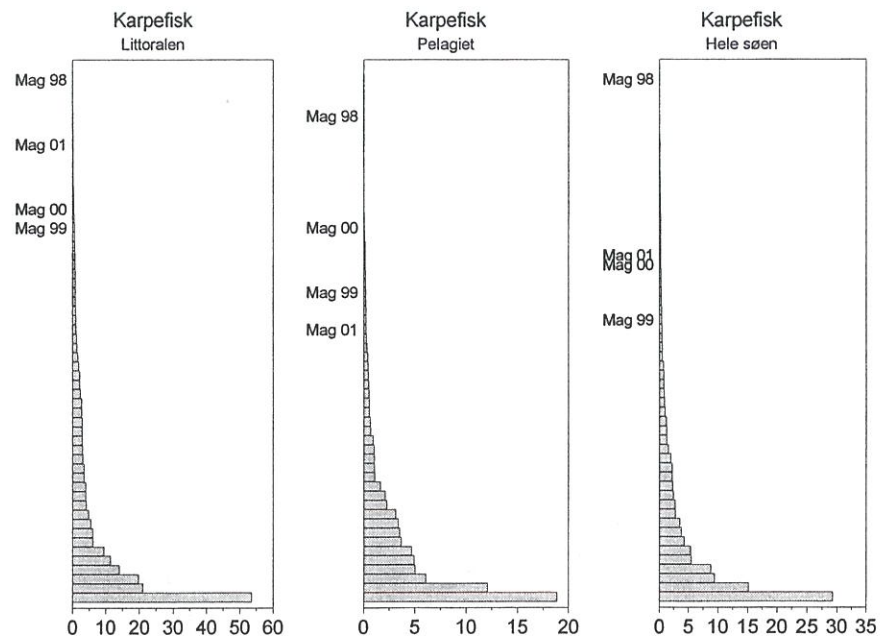 Karpefisk
Littoralen
Mag 98
Mag 01
Mag 00
Mag 99
0 10 20 30 40 50 60
Karpefisk
Pelagiet
Mag 98
Mag 00
Mag 99
Mag 01
0 5 10 15 20
Karpefisk
Hele søen
Mag 98
Mag 01
Mag 00
Mag 99
0 5 10 15 20 25 30 35